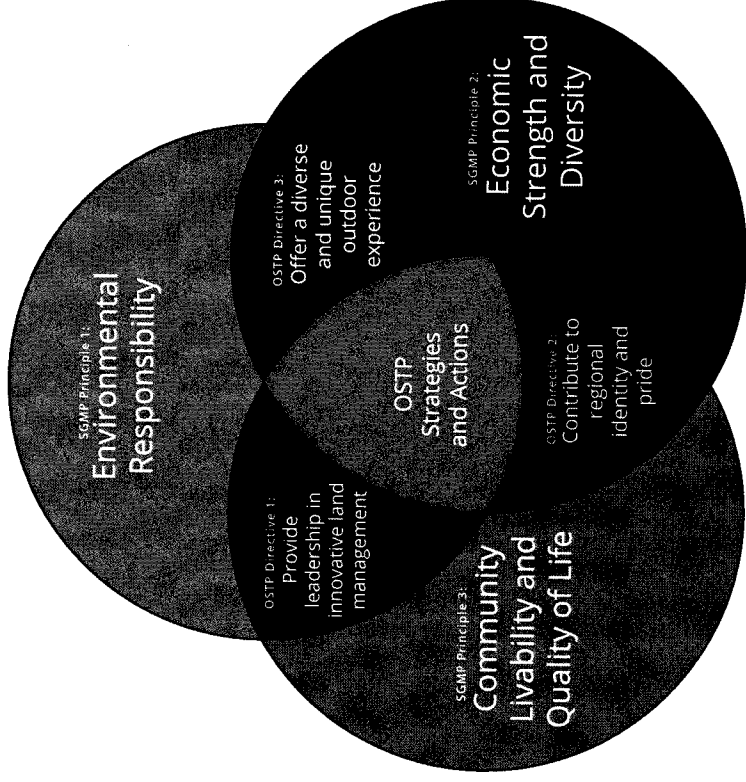 SGMP Principle 1:
Environmental
Responsibility
OSTP Directive 1:
Provide
leadership in
innovative land
management
OSTP Directive 3:
Offer a diverse
and unique
outdoor
experience
OSTP
Strategies
and Actions
SGMP Principle 3:
Community
Livability and
Quality of Life
OSTP Directive 2:
Contribute to
regional
identity and
pride
SGMP Principle 2:
Economic
Strength and
Diversity